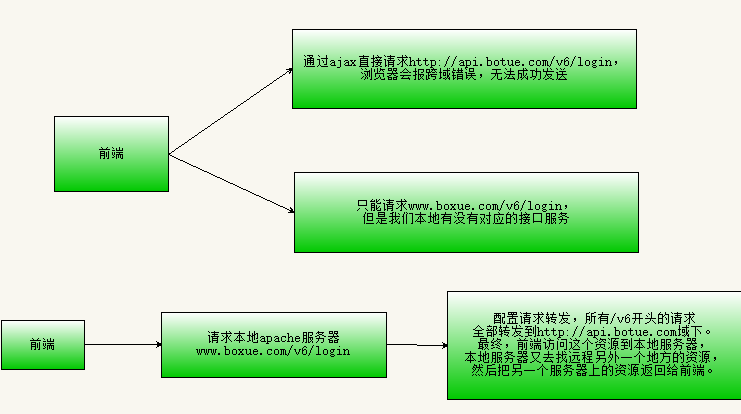 通过ajax直接请求http://api.botue.com/v6/login,
浏览器会报跨域错误，无法成功发送
前端
只能请求www.boxue.com/v6/login,
但是我们本地有没有对应的接口服务
前端
请求本地apache服务器
www.boxue.com/v6/login
配置请求转发，所有/v6开头的请求
全部转发到http://api.botue.com域下。
最终，前端访问这个资源到本地服务器，
本地服务器又去找远程另外一个地方的资源，
然后把另一个服务器上的资源返回给前端。